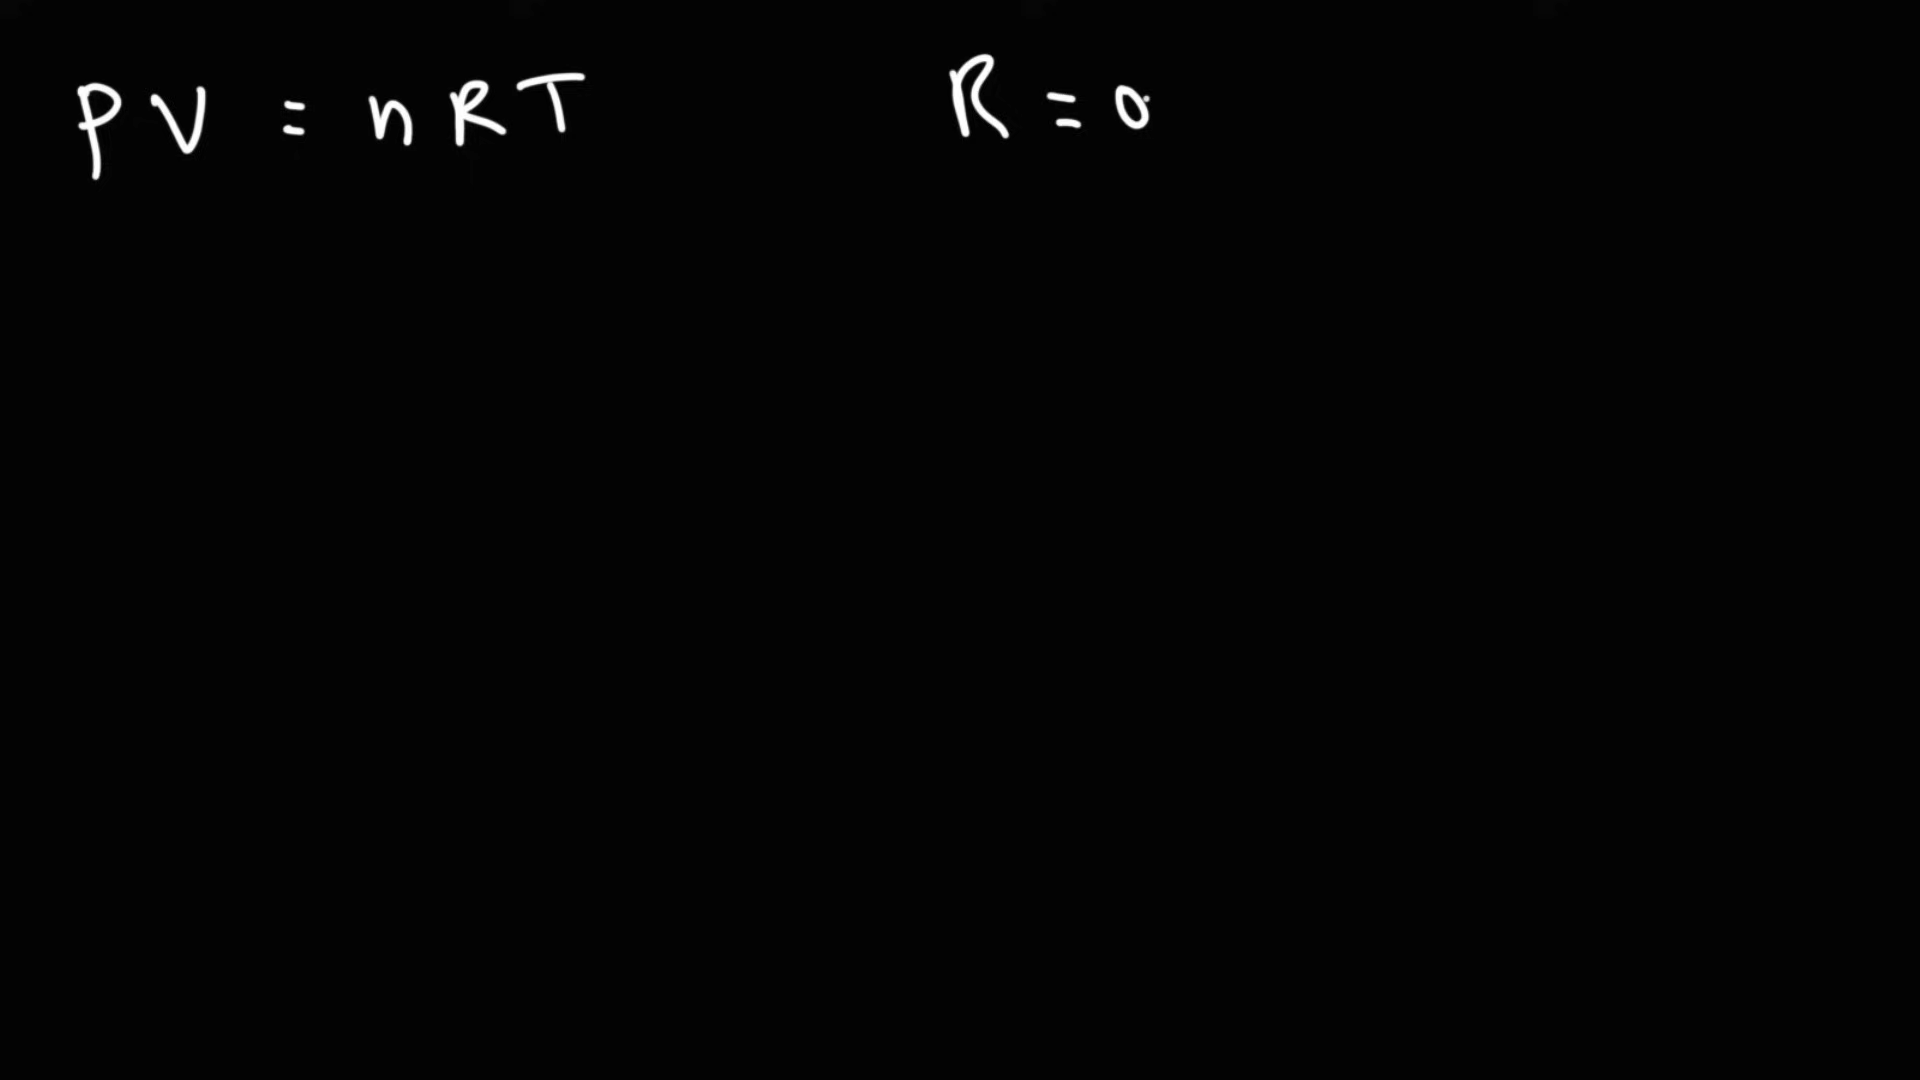 PV = nRT
R = 0